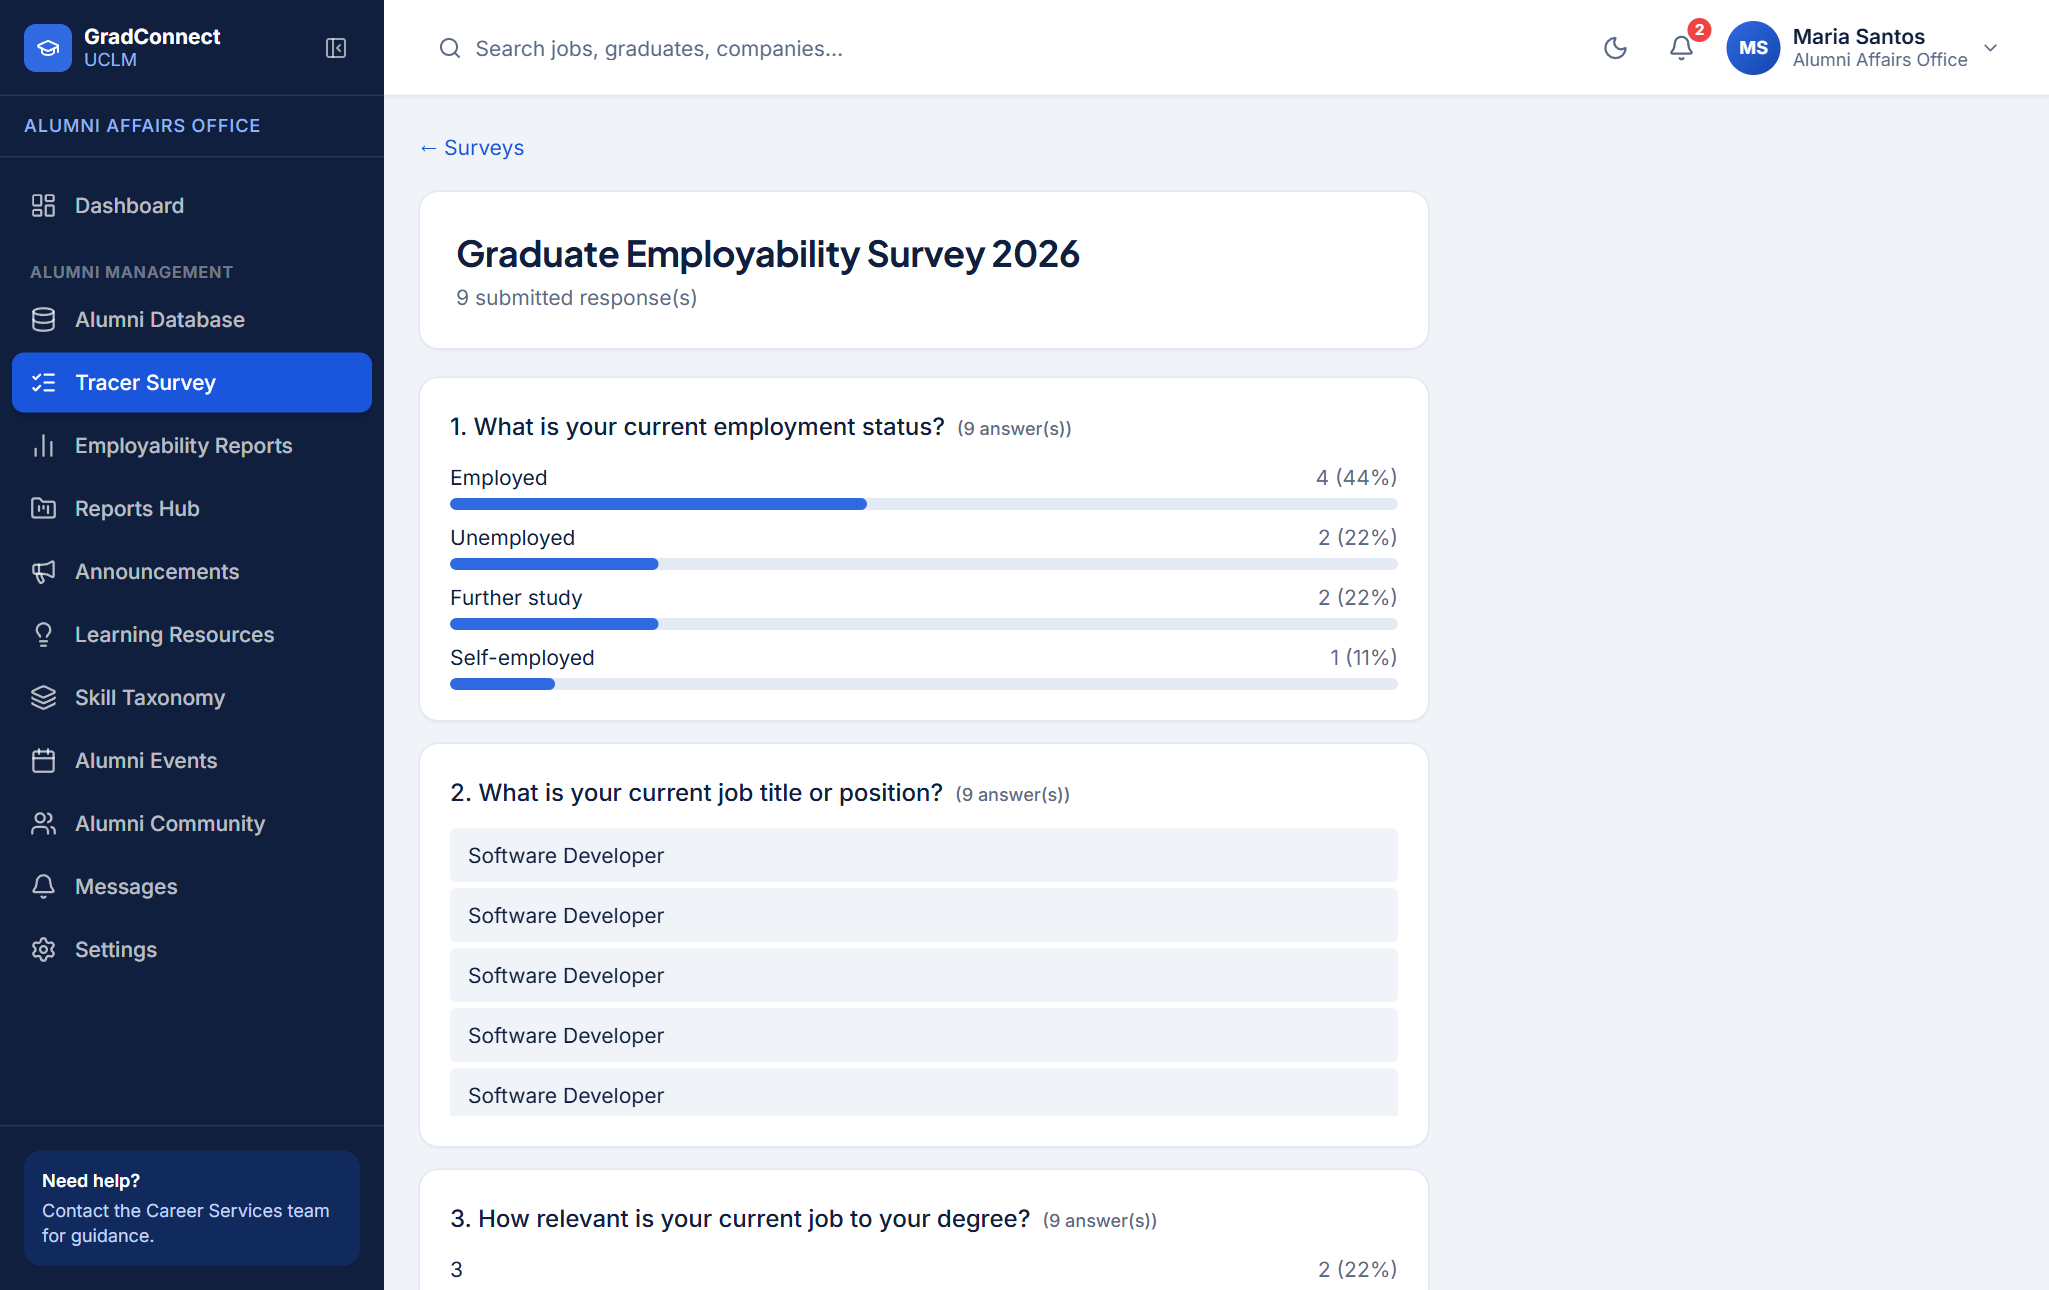 GradConnect
UCLM
ALUMNI AFFAIRS OFFICE
Dashboard
ALUMNI MANAGEMENT
Alumni Database
Tracer Survey
Employability Reports
Reports Hub
Announcements
Learning Resources
Skill Taxonomy
Alumni Events
Alumni Community
Messages
Settings
Need help?
Contact the Career Services team
for guidance.
Search jobs, graduates, companies...
2
MS
Maria Santos
Alumni Affairs Office
← Surveys
Graduate Employability Survey 2026
9 submitted response(s)
1. What is your current employment status? (9 answer(s))
Employed 4 (44%)
Unemployed 2 (22%)
Further study 2 (22%)
Self-employed 1 (11%)
2. What is your current job title or position? (9 answer(s))
Software Developer
Software Developer
Software Developer
Software Developer
Software Developer
3. How relevant is your current job to your degree? (9 answer(s))
3 2 (22%)